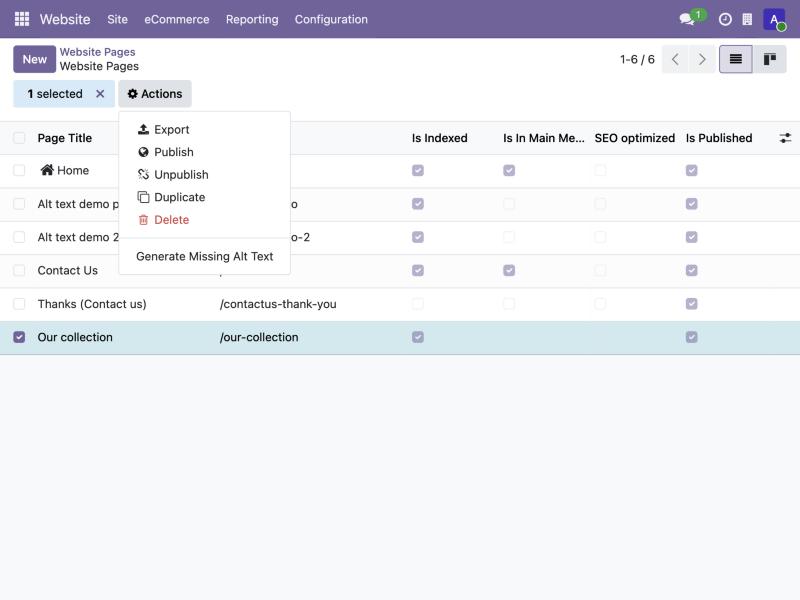 Website Site eCommerce Reporting Configuration 1 A
New Website Pages
Website Pages
1-6 / 6
1 selected Actions
Export
Publish
Unpublish
Duplicate
Delete
Generate Missing Alt Text
Page Title Is Indexed Is In Main Me... SEO optimized Is Published
Home
Alt text demo p o
Alt text demo 2 o-2
Contact Us
Thanks (Contact us) /contactus-thank-you
Our collection /our-collection